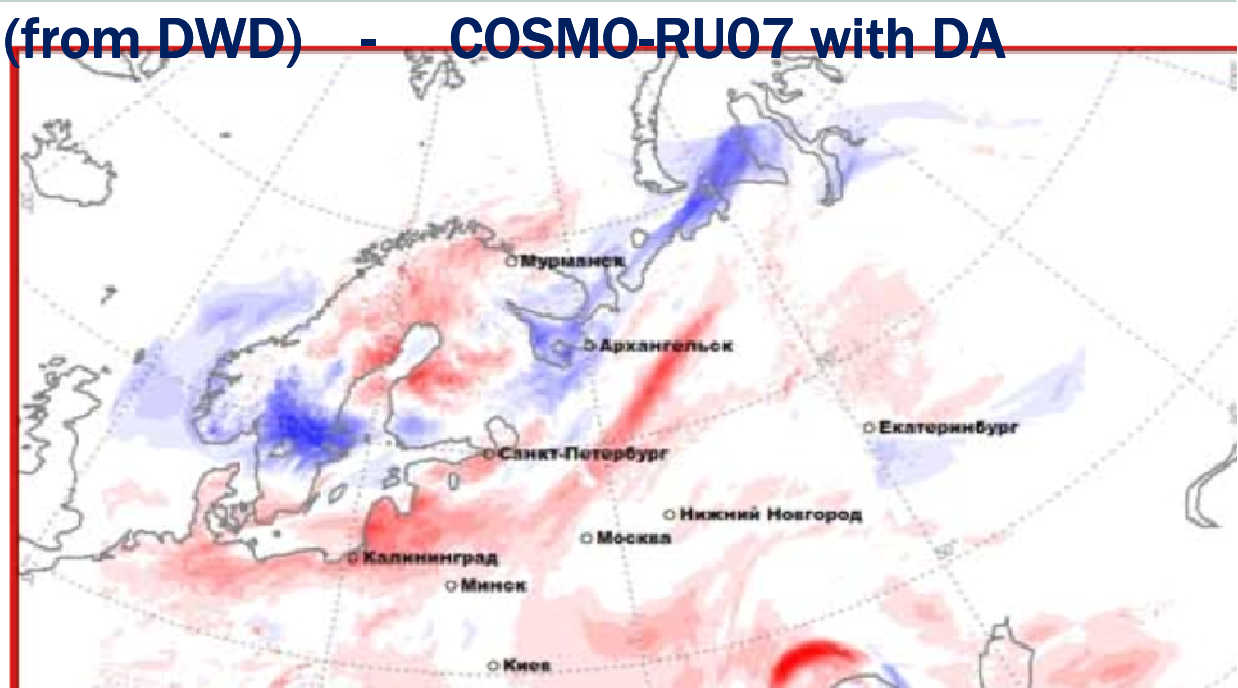 (from DWD) - COSMO-RU07 with DA
Мурманск
Архангельск
Екатеринбург
Санкт-Петербург
Нижний Новгород
Москва
Калининград
Минск
Киев